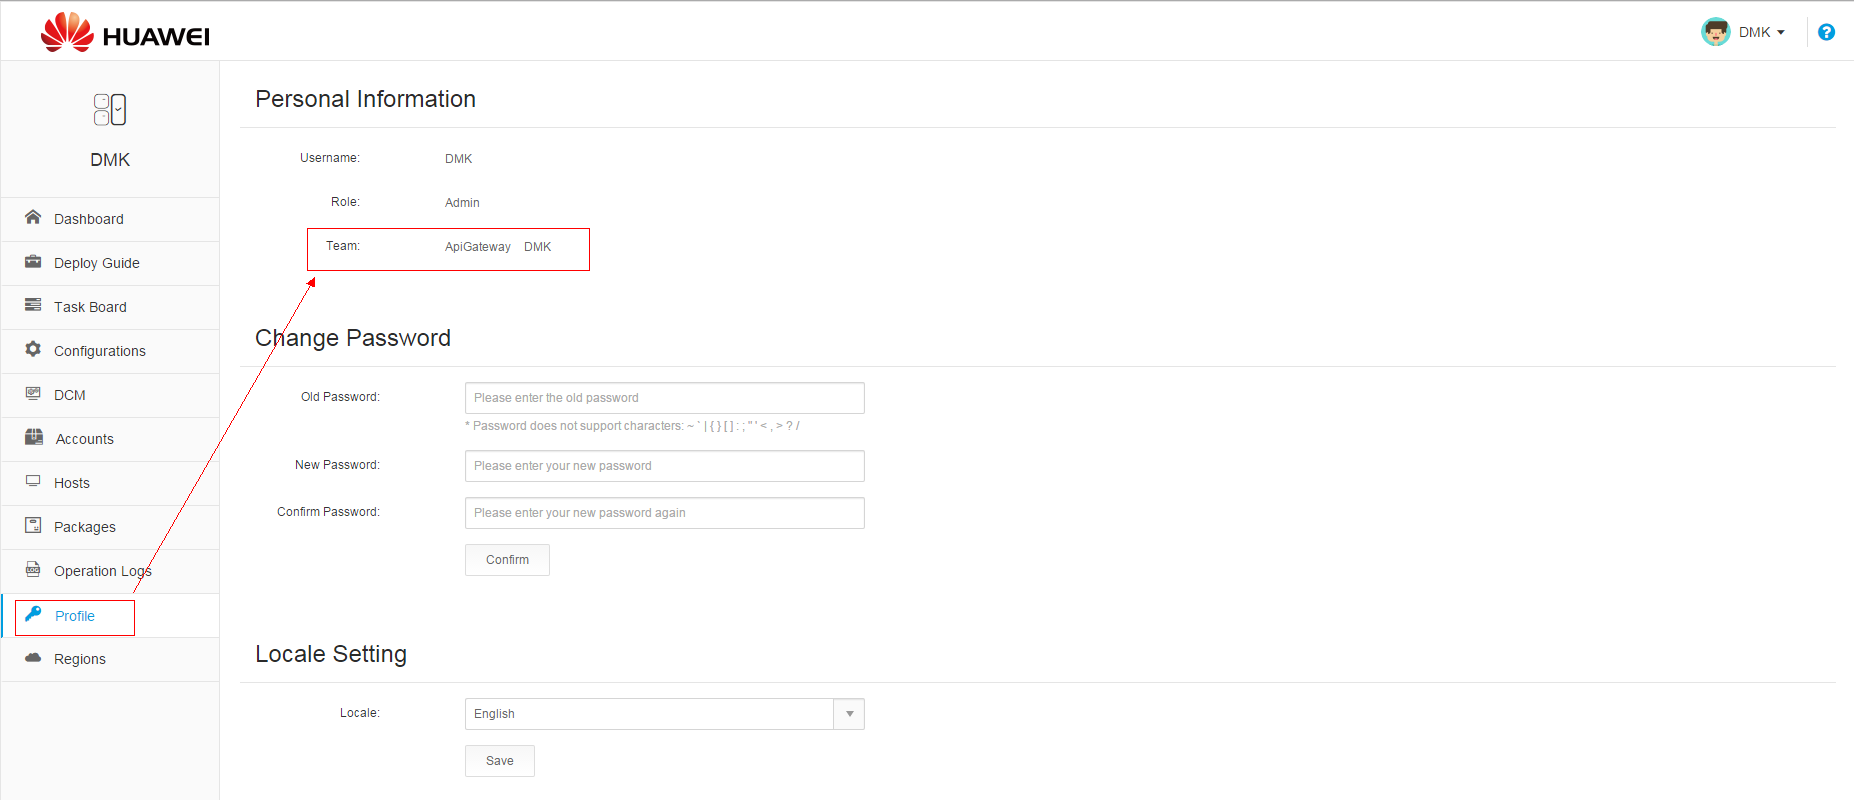 HUAWEI
DMK
?
DMK
Dashboard
Deploy Guide
Task Board
Configurations
DCM
Accounts
Hosts
Packages
Operation Logs
Profile
Regions
Personal Information
Username: DMK
Role: Admin
Team: ApiGateway DMK
Change Password
Old Password: Please enter the old password
* Password does not support characters: ~ ` | { } [ ] : ; " ' < , > ? /
New Password: Please enter your new password
Confirm Password: Please enter your new password again
Confirm
Locale Setting
Locale: English
Save